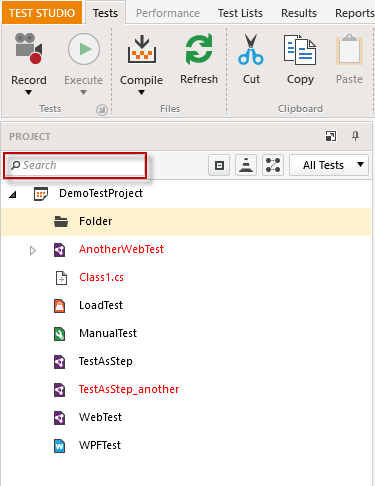 TEST STUDIO Tests Performance Test Lists Results Reports
Record Execute Compile Refresh Cut Copy Paste
Tests Files Clipboard
PROJECT
Search All Tests
DemoTestProject
Folder
AnotherWebTest
Class1.cs
LoadTest
ManualTest
TestAsStep
TestAsStep_another
WebTest
WPFTest